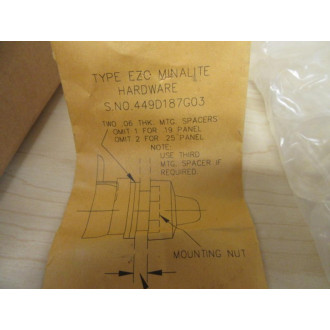 TYPE EZO MINALITE
HARDWARE
S.NO.449D187G03
TWO .06 THK. MTG. SPACERS
OMIT 1 FOR .19 PANEL
OMIT 2 FOR .25 PANEL
NOTE:
USE THIRD
MTG. SPACER IF
REQUIRED
MOUNTING NUT